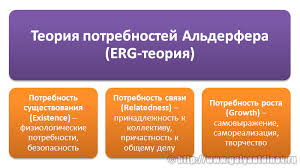 Теория потребностей Альдерфера
(ERG-теория)
Потребность
существования
(Existence) –
физиологические
потребности,
безопасность
Потребность связи
(Relatedness) –
принадлежность к
коллективу,
причастность к
общему делу
Потребность роста
(Growth) –
самовыражение,
самореализация,
творчество